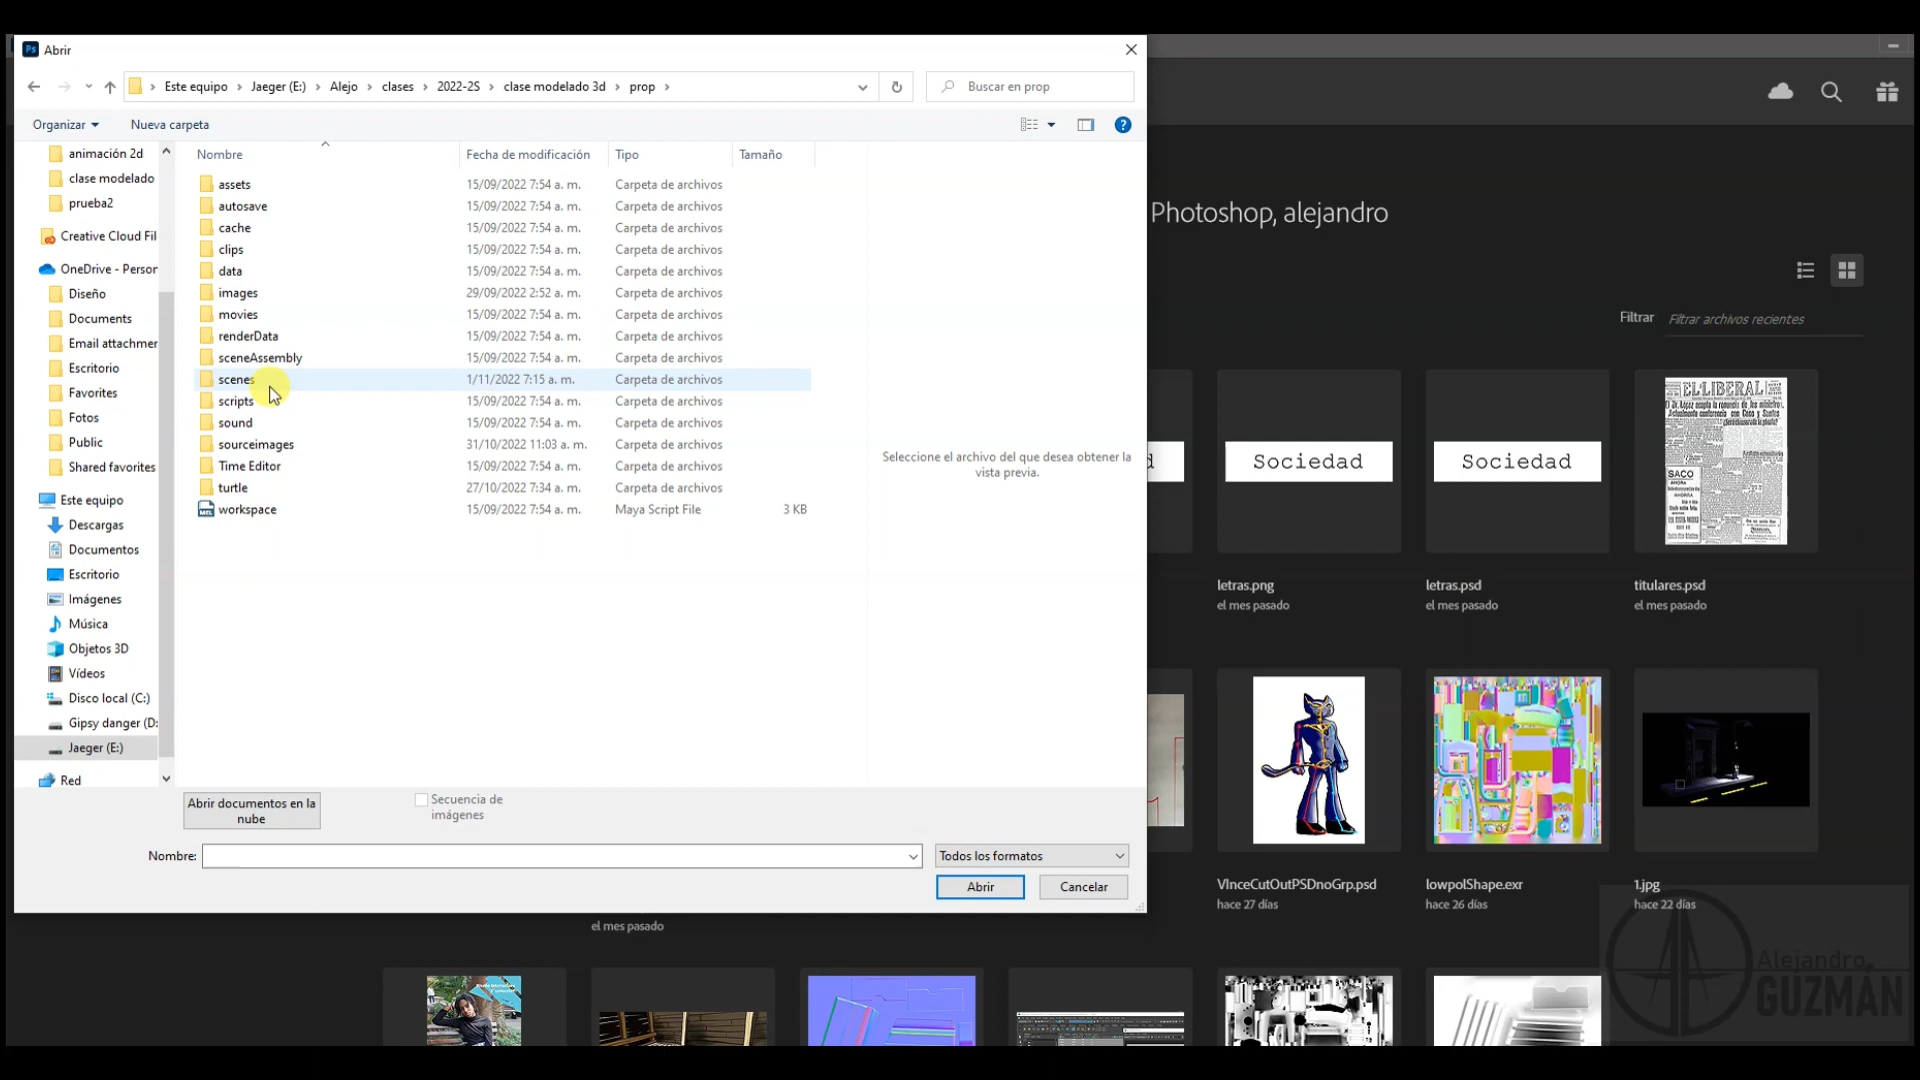 Abrir
Este equipo > Jaeger (E:) > Alejo > clases > 2022-2S > clase modelado 3d > prop >
Buscar en prop
Organizar
Nueva carpeta
Photoshop, alejandro
Filtrar
Filtrar archivos recientes
animación 2d
clase modelado
prueba2
Creative Cloud Fil
OneDrive - Person
Diseño
Documents
Email attachmer
Escritorio
Favorites
Fotos
Public
Shared favorites
Este equipo
Descargas
Documentos
Escritorio
Imágenes
Música
Objetos 3D
Vídeos
Disco local (C:)
Gipsy danger (D:
Jaeger (E:)
Red
Nombre Fecha de modificación Tipo Tamaño
assets 15/09/2022 7:54 a. m. Carpeta de archivos
autosave 15/09/2022 7:54 a. m. Carpeta de archivos
cache 15/09/2022 7:54 a. m. Carpeta de archivos
clips 15/09/2022 7:54 a. m. Carpeta de archivos
data 15/09/2022 7:54 a. m. Carpeta de archivos
images 29/09/2022 2:52 a. m. Carpeta de archivos
movies 15/09/2022 7:54 a. m. Carpeta de archivos
renderData 15/09/2022 7:54 a. m. Carpeta de archivos
sceneAssembly 15/09/2022 7:54 a. m. Carpeta de archivos
scenes 1/11/2022 7:15 a. m. Carpeta de archivos
scripts 15/09/2022 7:54 a. m. Carpeta de archivos
sound 15/09/2022 7:54 a. m. Carpeta de archivos
sourceimages 31/10/2022 11:03 a. m. Carpeta de archivos
Time Editor 15/09/2022 7:54 a. m. Carpeta de archivos
turtle 27/10/2022 7:34 a. m. Carpeta de archivos
workspace 15/09/2022 7:54 a. m. Maya Script File 3 KB
Seleccione el archivo del que desea obtener la
vista previa.
Abrir documentos en la
nube
Secuencia de
imágenes
Nombre:
Todos los formatos
Abrir
Cancelar
d
Sociedad
Sociedad
EL LIBERAL
SACO
letras.png
el mes pasado
letras.psd
el mes pasado
titulares.psd
el mes pasado
VInceCutOutPSDnoGrp.psd
hace 27 días
lowpolShape.exr
hace 26 días
1.jpg
hace 22 días
el mes pasado
Alejandro
GUZMÁN